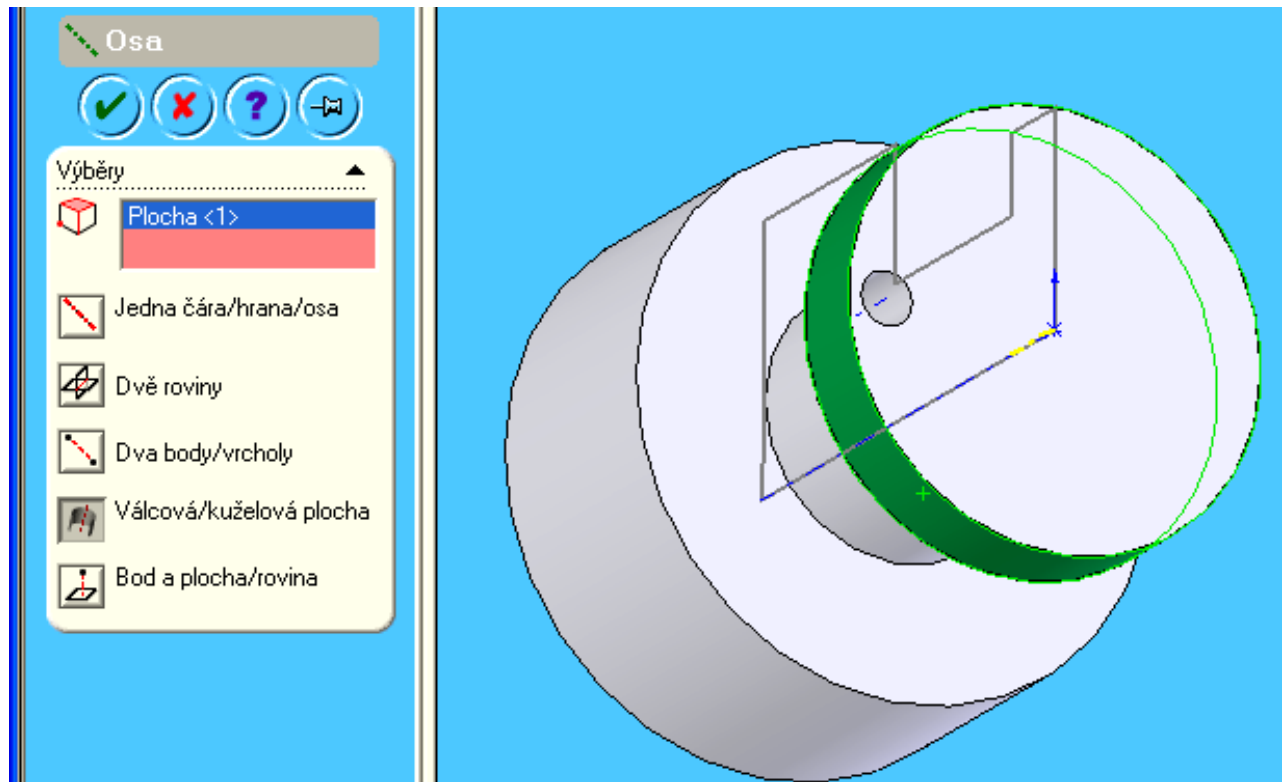 Osa
?
Výběry
Plocha <1>
Jedna čára/hrana/osa
Dvě roviny
Dva body/vrcholy
Válcová/kuželová plocha
Bod a plocha/rovina